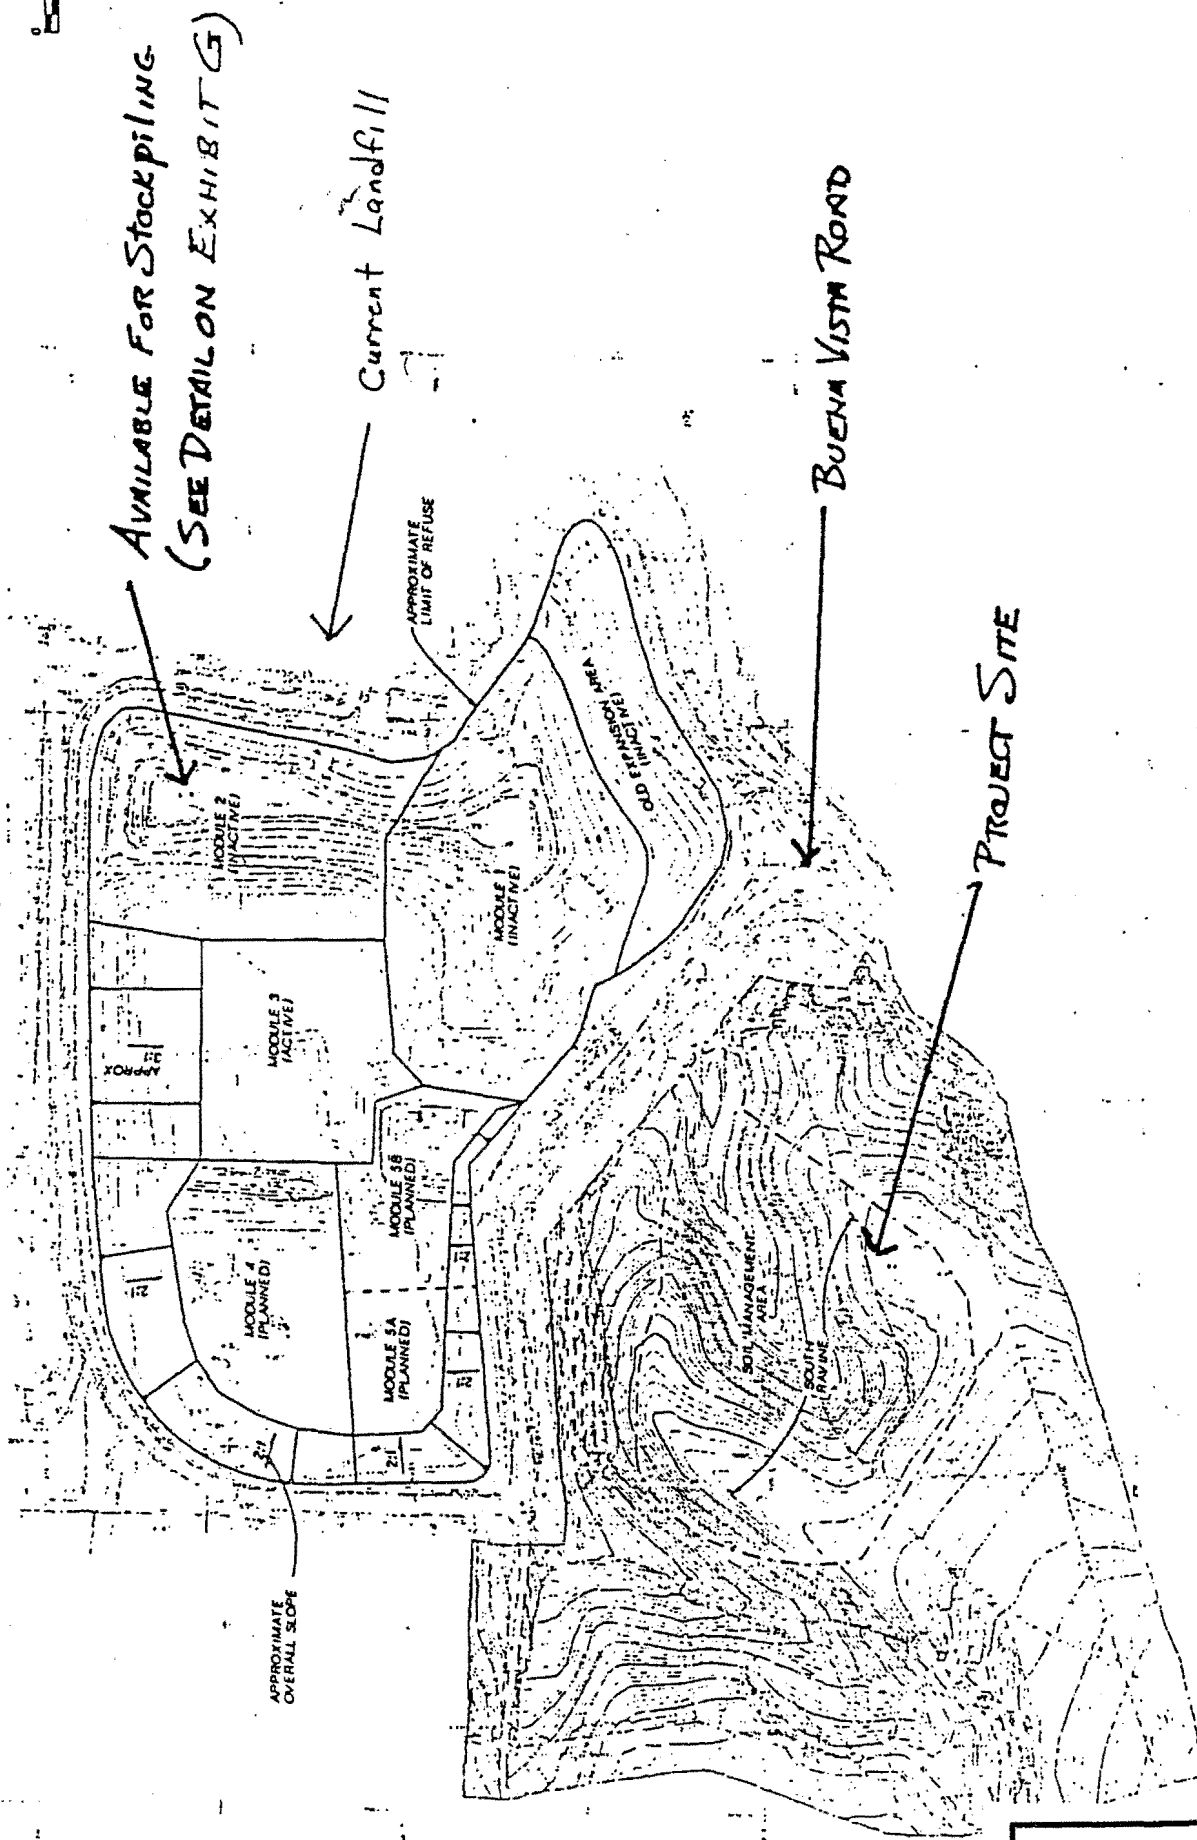 AVAILABLE FOR Stockpiling
(SEE DETAIL ON EXHIBIT G)
Current Landfill
APPROXIMATE
LIMIT OF REFUSE
BUENA VISTA ROAD
PROJECT SITE
MODULE 2
(INACTIVE)
OLD EXPANSION AREA
(INACTIVE)
MODULE 1
(INACTIVE)
MODULE 3
(ACTIVE)
APPROX
MODULE 5B
(PLANNED)
MODULE 4
(PLANNED)
MODULE 5A
(PLANNED)
2:1
2:1
SOIL MANAGEMENT
AREA
SOUTH
RAVINE
APPROXIMATE
OVERALL SLOPE
0